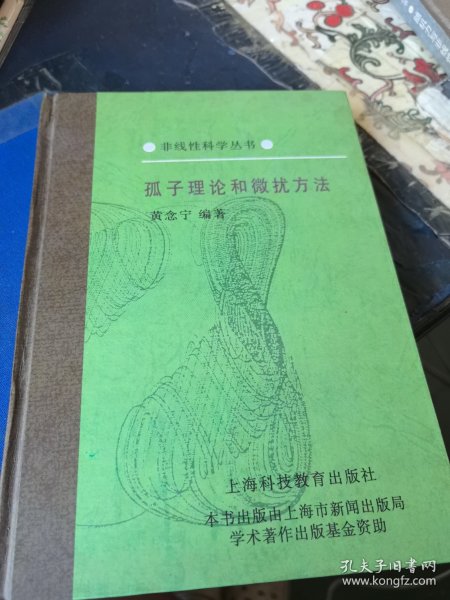 非线性科学丛书
孤子理论和微扰方法
黄念宁 编著
上海科技教育出版社
本书出版由上海市新闻出版局
学术著作出版基金资助
孔夫子旧书网
www.kongfz.com